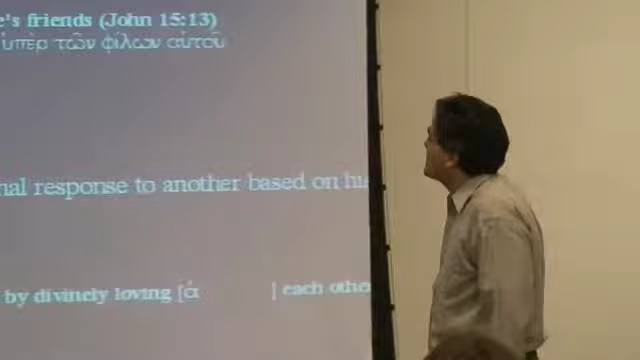 e's friends (John 15:13)
ὑπὲρ τῶν φίλων αὐτοῦ
nal response to another based on hi
by divinely loving [ἀ ] each othe